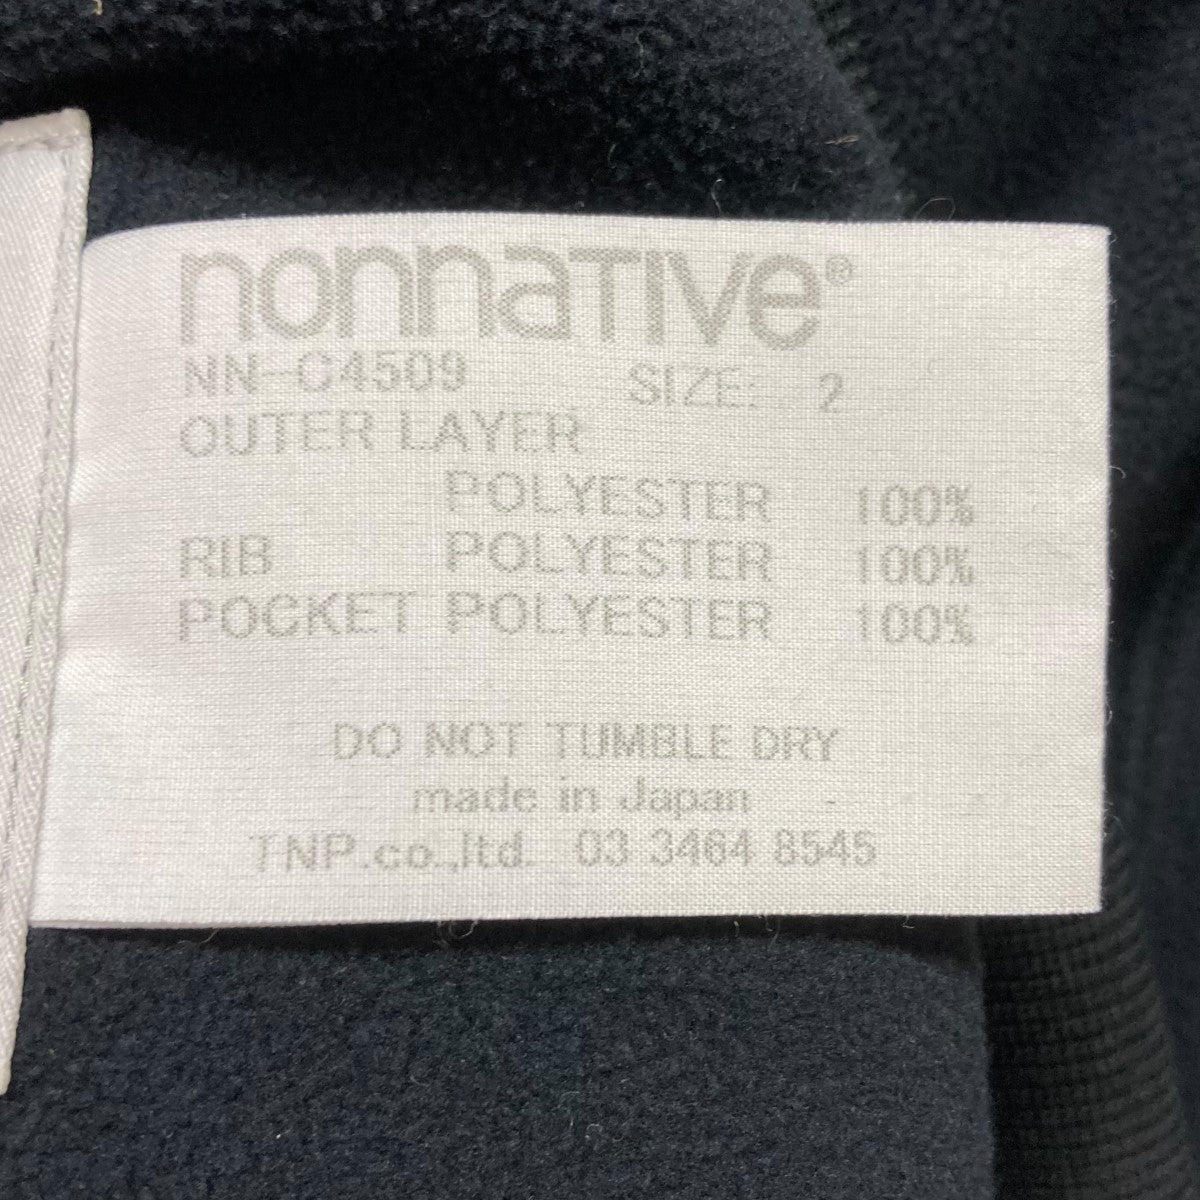 nonnaTIVe®
NN-C4509 SIZE: 2
OUTER LAYER
POLYESTER 100%
RIB POLYESTER 100%
POCKET POLYESTER 100%
DO NOT TUMBLE DRY
made in Japan
TNP.co.,ltd. 03 3464 8545